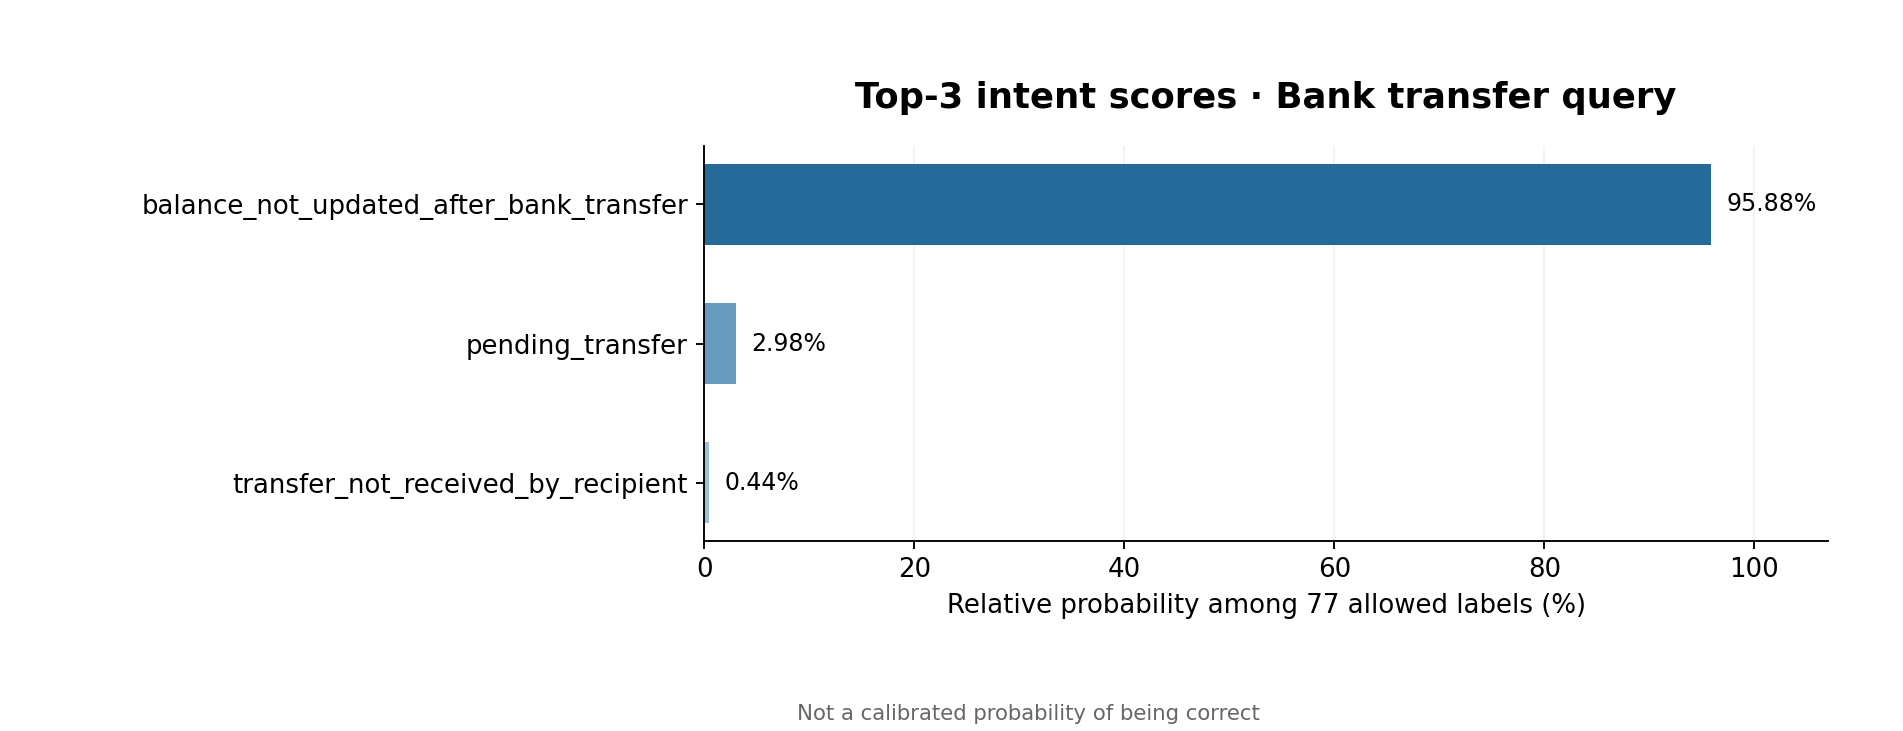 Top-3 intent scores · Bank transfer query
balance_not_updated_after_bank_transfer
95.88%
pending_transfer
2.98%
transfer_not_received_by_recipient
0.44%
0 20 40 60 80 100
Relative probability among 77 allowed labels (%)
Not a calibrated probability of being correct